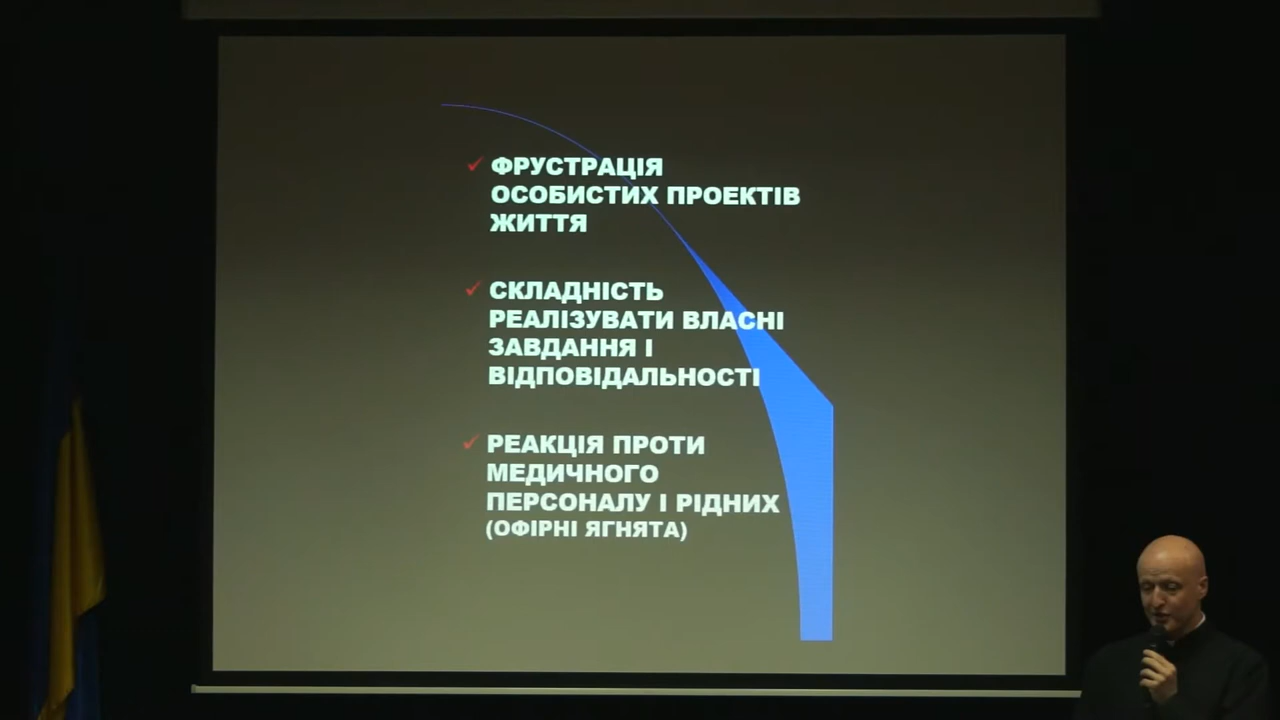 ФРУСТРАЦІЯ
ОСОБИСТИХ ПРОЕКТІВ
ЖИТТЯ
СКЛАДНІСТЬ
РЕАЛІЗУВАТИ ВЛАСНІ
ЗАВДАННЯ І
ВІДПОВІДАЛЬНОСТІ
РЕАКЦІЯ ПРОТИ
МЕДИЧНОГО
ПЕРСОНАЛУ І РІДНИХ
(ОФІРНІ ЯГНЯТА)